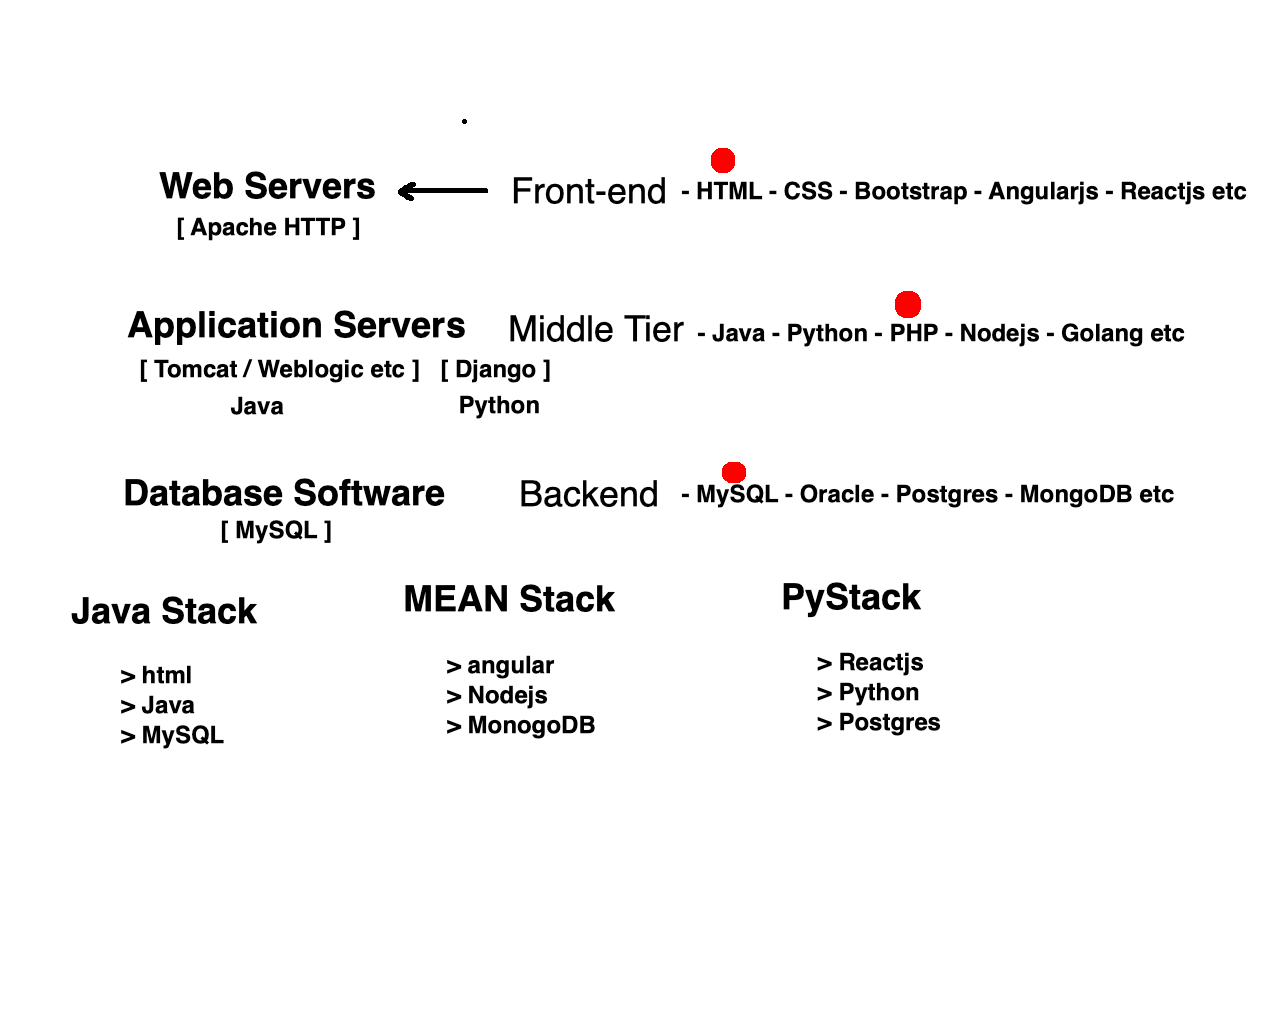 Web Servers Front-end - HTML - CSS - Bootstrap - Angularjs - Reactjs etc
[ Apache HTTP ]
Application Servers Middle Tier - Java - Python - PHP - Nodejs - Golang etc
[ Tomcat / Weblogic etc ] [ Django ]
Java Python
Database Software Backend - MySQL - Oracle - Postgres - MongoDB etc
[ MySQL ]
Java Stack
> html
> Java
> MySQL
MEAN Stack
> angular
> Nodejs
> MonogoDB
PyStack
> Reactjs
> Python
> Postgres